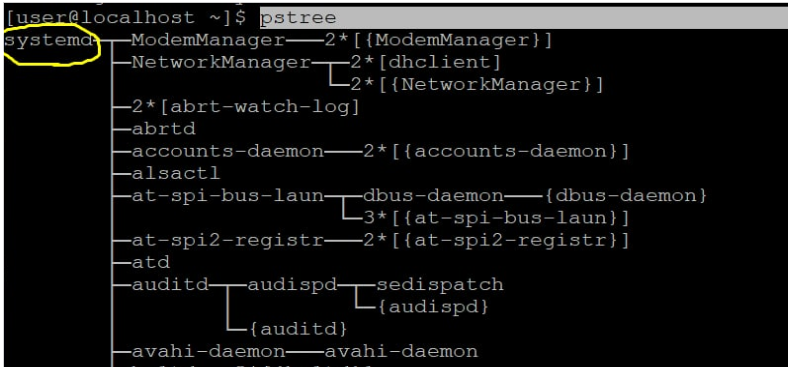 [user@localhost ~]$ pstree
systemd─┬─ModemManager───2*[{ModemManager}]
        ├─NetworkManager─┬─2*[dhclient]
        │                └─2*[{NetworkManager}]
        ├─2*[abrt-watch-log]
        ├─abrtd
        ├─accounts-daemon───2*[{accounts-daemon}]
        ├─alsactl
        ├─at-spi-bus-laun─┬─dbus-daemon───{dbus-daemon}
        │                 └─3*[{at-spi-bus-laun}]
        ├─at-spi2-registr───2*[{at-spi2-registr}]
        ├─atd
        ├─auditd─┬─audispd─┬─sedispatch
        │        │         └─{audispd}
        │        └─{auditd}
        ├─avahi-daemon───avahi-daemon